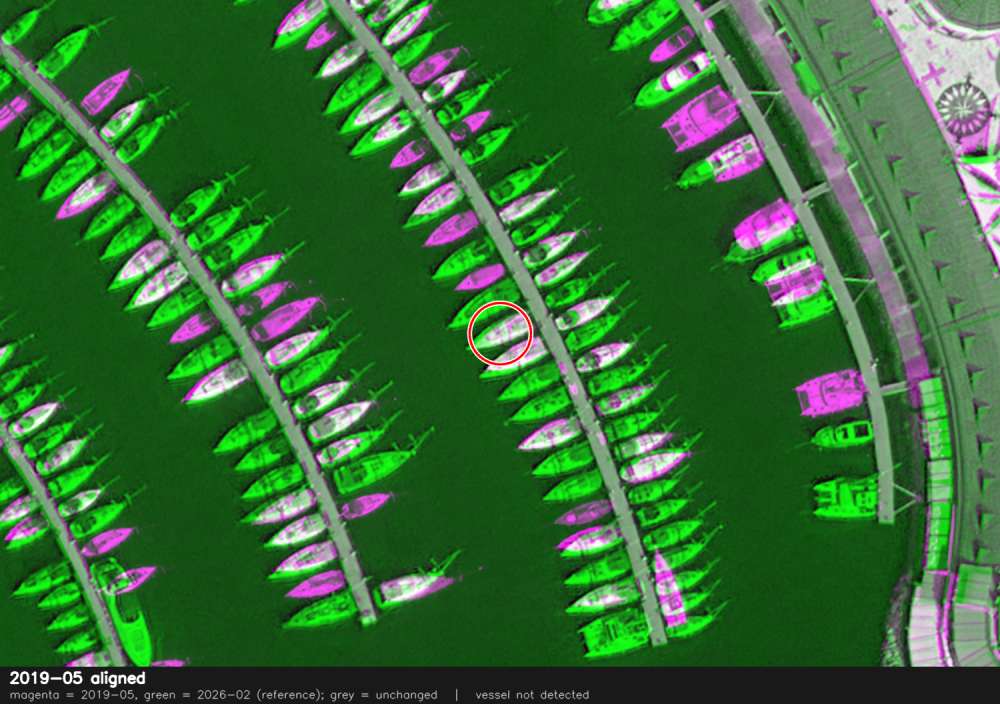 2019-05 aligned
magenta = 2019-05, green = 2026-02 (reference); grey = unchanged | vessel not detected